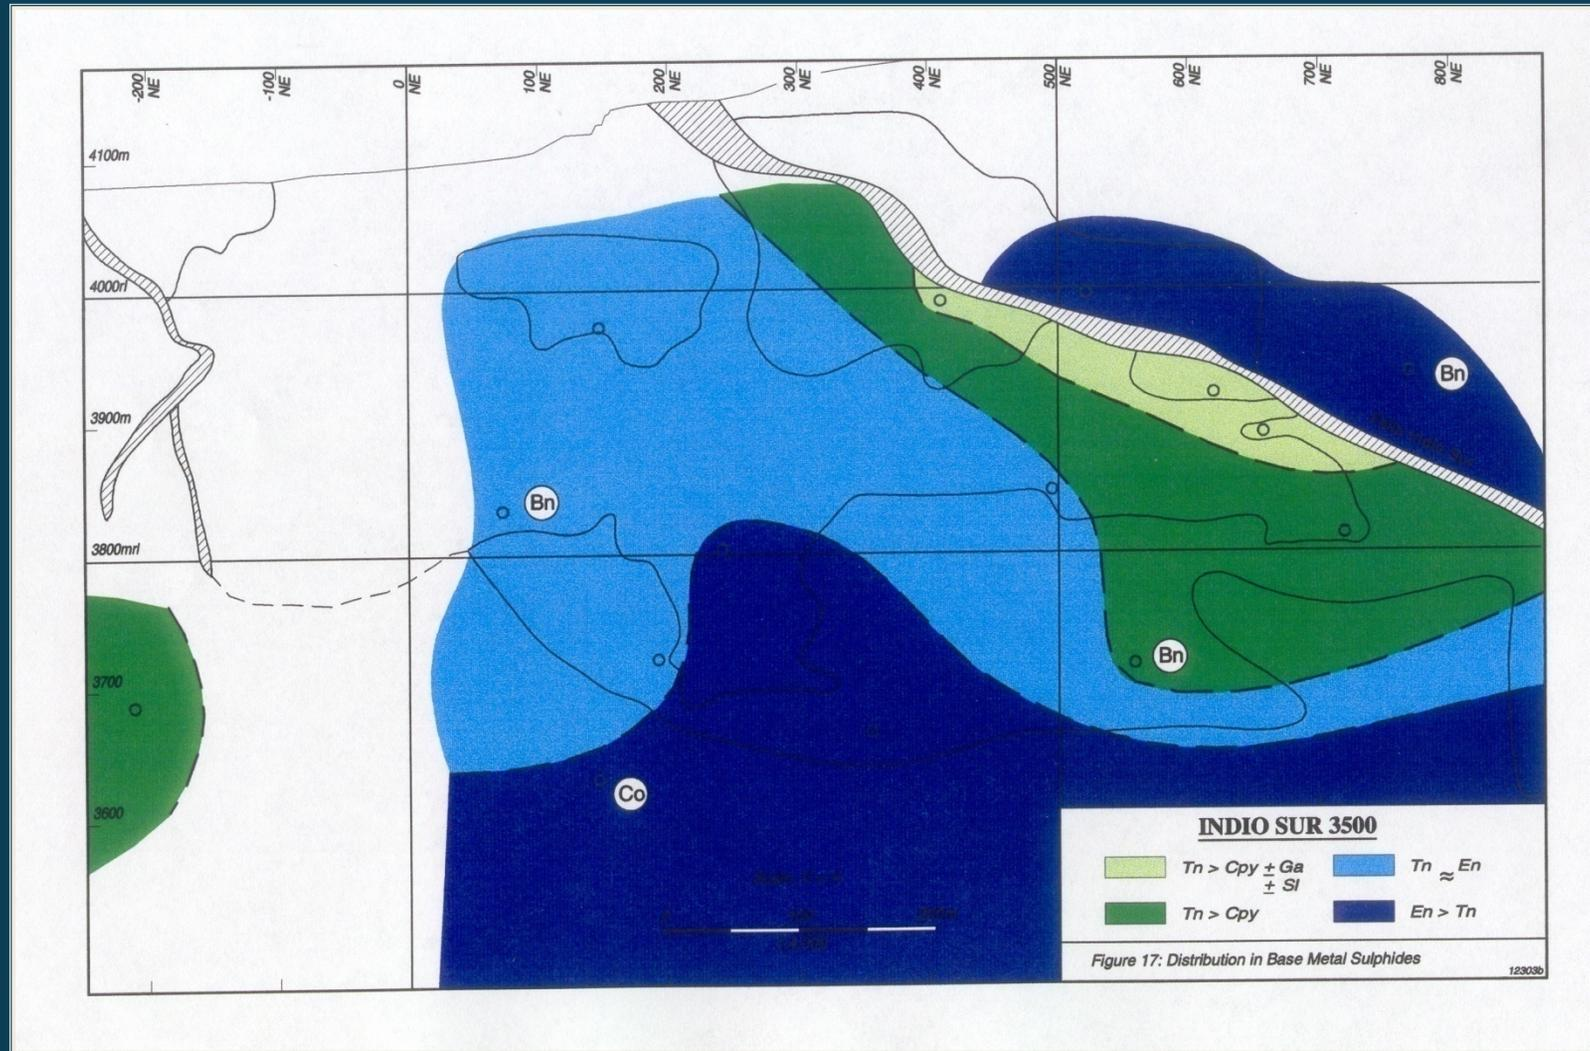 -200 NE
-100 NE
0 NE
100 NE
200 NE
300 NE
400 NE
500 NE
600 NE
700 NE
800 NE
4100m
4000rl
3900m
3800mrl
3700
3600
Bn
Bn
Bn
Co
INDIO SUR 3500
Tn > Cpy ± Ga
± Sl
Tn ≈ En
Tn > Cpy
En > Tn
Figure 17: Distribution in Base Metal Sulphides
12303b